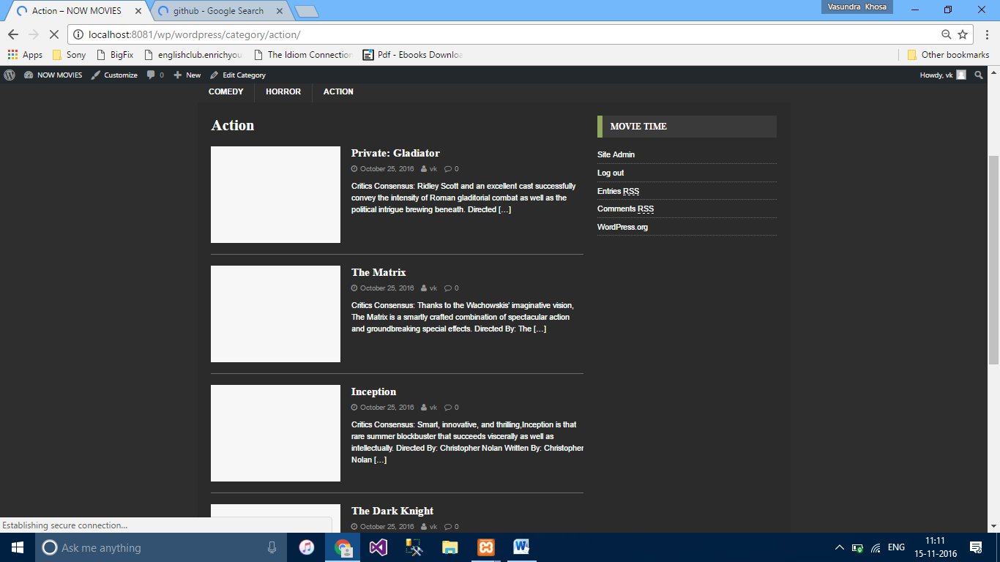 Action – NOW MOVIES
github - Google Search
Vasundra Khosa
localhost:8081/wp/wordpress/category/action/
Apps
Sony
BigFix
englishclub.enrichyou
The Idiom Connection
Pdf - Ebooks Downloa
Other bookmarks
NOW MOVIES
Customize
0
New
Edit Category
Howdy, vk
COMEDY
HORROR
ACTION
Action
Private: Gladiator
October 25, 2016 vk 0
Critics Consensus: Ridley Scott and an excellent cast successfully
convey the intensity of Roman gladitorial combat as well as the
political intrigue brewing beneath. Directed […]
The Matrix
October 25, 2016 vk 0
Critics Consensus: Thanks to the Wachowskis' imaginative vision,
The Matrix is a smartly crafted combination of spectacular action
and groundbreaking special effects. Directed By: The […]
Inception
October 25, 2016 vk 0
Critics Consensus: Smart, innovative, and thrilling,Inception is that
rare summer blockbuster that succeeds viscerally as well as
intellectually. Directed By: Christopher Nolan Written By: Christopher
Nolan […]
The Dark Knight
October 25, 2016 vk 0
MOVIE TIME
Site Admin
Log out
Entries RSS
Comments RSS
WordPress.org
Establishing secure connection...
Ask me anything
ENG
11:11
15-11-2016